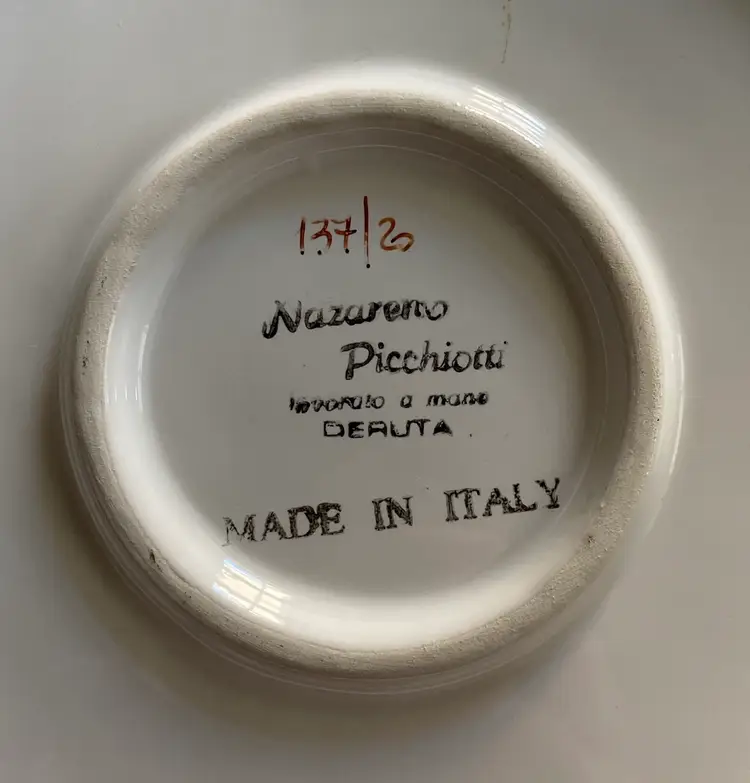 137/20
Nazareno
Picchiotti
lavorato a mano
DERUTA
MADE IN ITALY